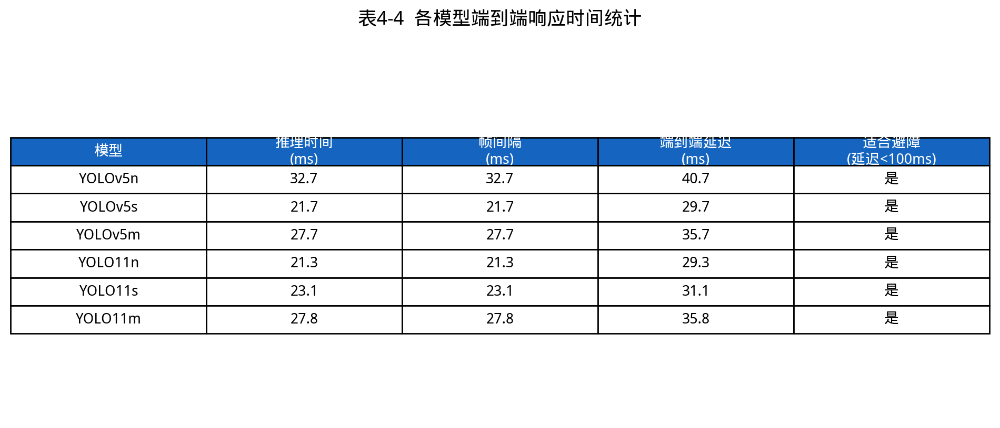 表4-4 各模型端到端响应时间统计
模型 推理时间 (ms) 帧间隔 (ms) 端到端延迟 (ms) 适合避障 (延迟<100ms)
YOLOv5n 32.7 32.7 40.7 是
YOLOv5s 21.7 21.7 29.7 是
YOLOv5m 27.7 27.7 35.7 是
YOLO11n 21.3 21.3 29.3 是
YOLO11s 23.1 23.1 31.1 是
YOLO11m 27.8 27.8 35.8 是